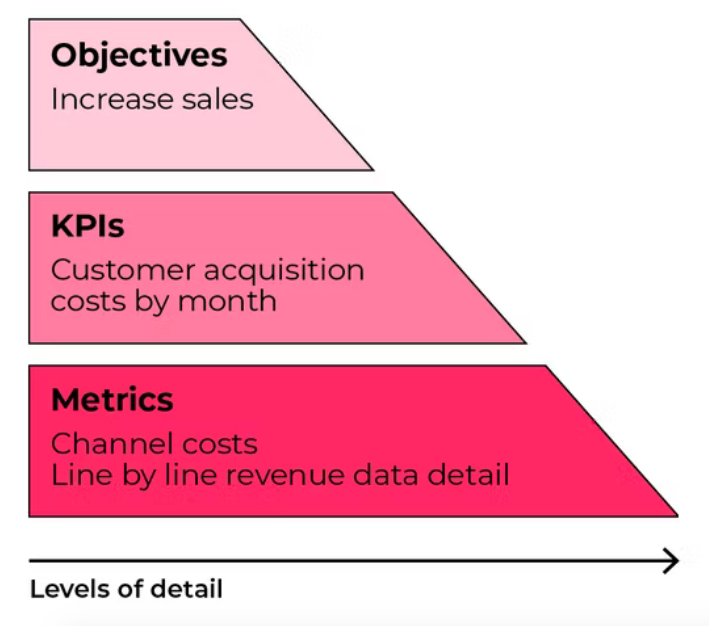 Objectives
Increase sales
KPIs
Customer acquisition
costs by month
Metrics
Channel costs
Line by line revenue data detail
Levels of detail